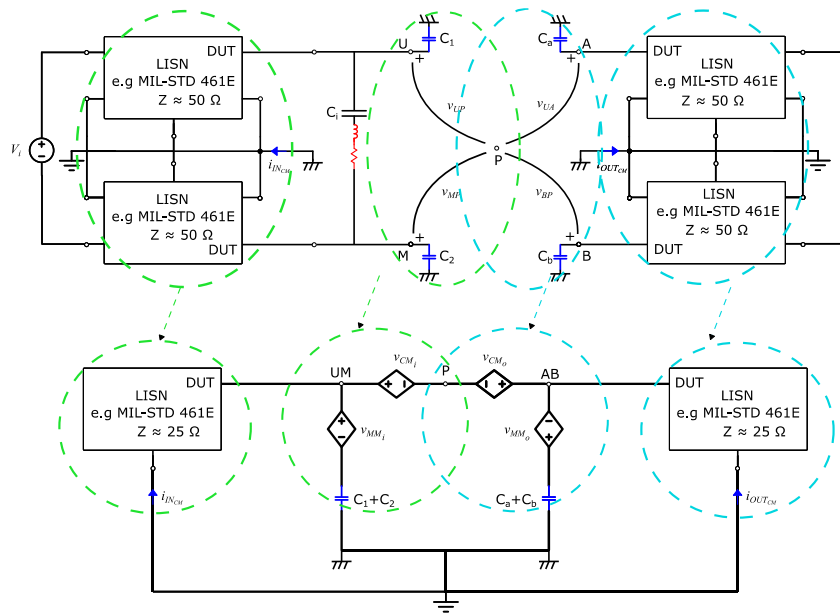 LISN
e.g MIL-STD 461E
Z ≈ 50 Ω
DUT
LISN
e.g MIL-STD 461E
Z ≈ 50 Ω
DUT
V_i
i_IN_CM
C_i
U
C_1
+
v_UP
v_MP
+
M
C_2
P
C_a
A
+
v_UA
v_BP
+
C_b
B
i_OUT_CM
DUT
LISN
e.g MIL-STD 461E
Z ≈ 50 Ω
LISN
e.g MIL-STD 461E
Z ≈ 50 Ω
DUT
LISN
e.g MIL-STD 461E
Z ≈ 25 Ω
DUT
i_IN_CM
UM
v_CM_i
P
v_CM_o
AB
v_MM_i
v_MM_o
C_1+C_2
C_a+C_b
DUT
LISN
e.g MIL-STD 461E
Z ≈ 25 Ω
i_OUT_CM